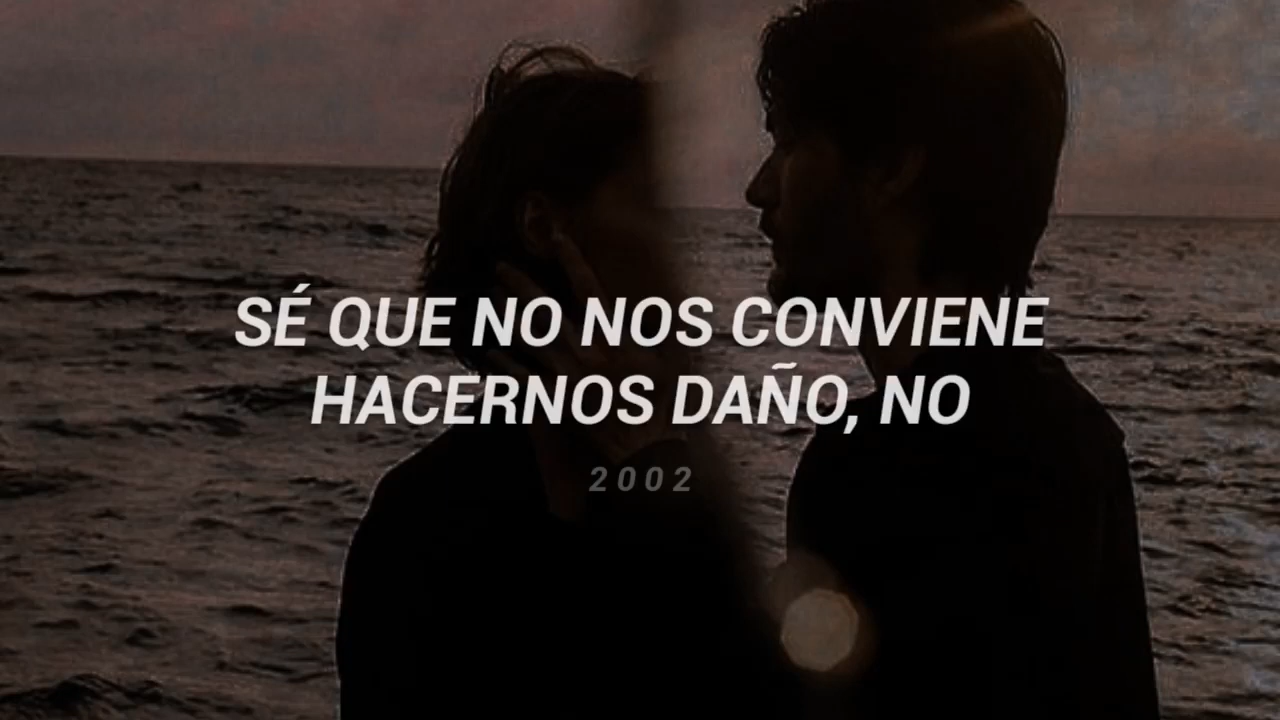 SÉ QUE NO NOS CONVIENE
HACERNOS DAÑO, NO
2002